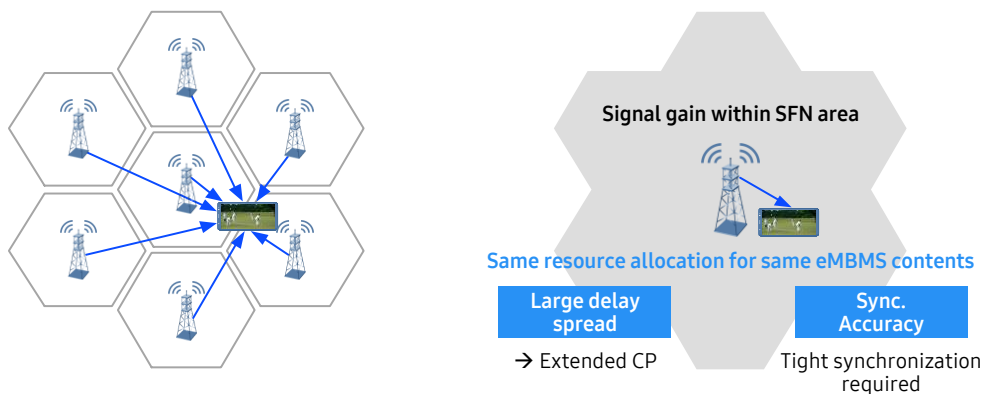 Signal gain within SFN area
Same resource allocation for same eMBMS contents
Large delay
spread
→ Extended CP
Sync.
Accuracy
Tight synchronization
required